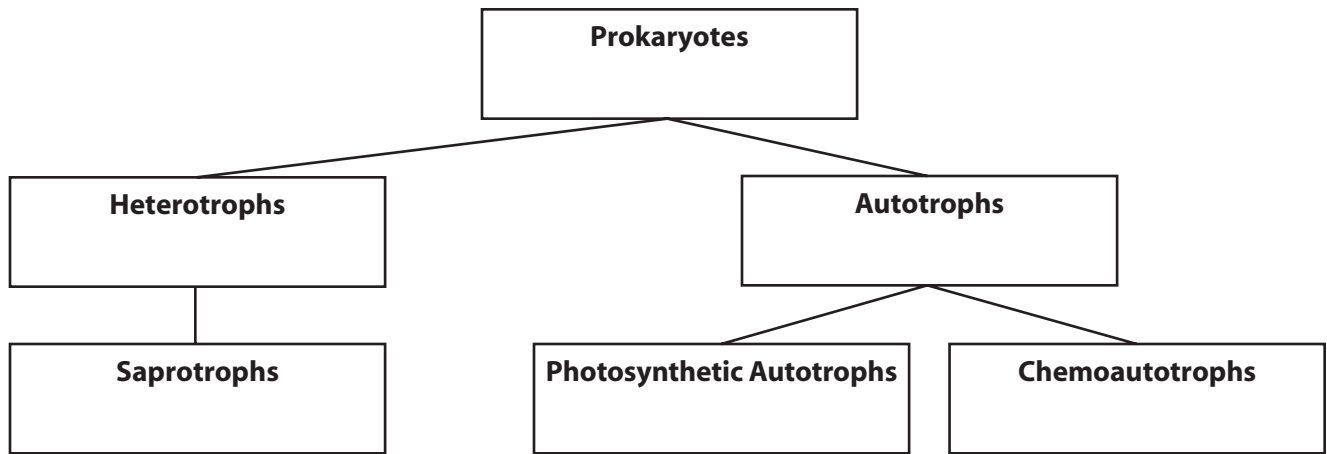 Prokaryotes
Heterotrophs
Autotrophs
Saprotrophs
Photosynthetic Autotrophs
Chemoautotrophs